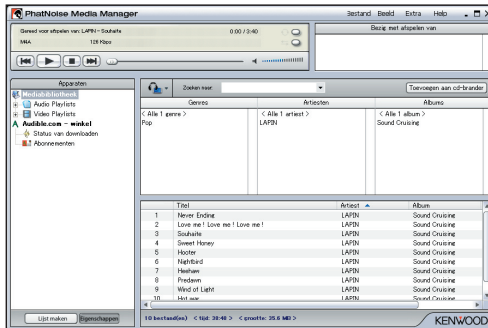 PhatNoise Media Manager
Bestand Beeld Extra Help
Gereed voor afspelen van: LAPIN - Souhaite 0:00 / 3:40
M4A 128 Kbps
Bezig met afspelen van
Apparaten
Mediabibliotheek
Audio Playlists
Video Playlists
Audible.com - winkel
Status van downloaden
Abonnementen
Zoeken naar
Toevoegen aan cd-brander
Genres Artiesten Albums
< Alle 1 genre > < Alle 1 artiest > < Alle 1 album >
Pop LAPIN Sound Cruising
Titel Artiest Album
1 Never Ending LAPIN Sound Cruising
2 Love me ! Love me ! Love me ! LAPIN Sound Cruising
3 Souhaite LAPIN Sound Cruising
4 Sweet Honey LAPIN Sound Cruising
5 Hooter LAPIN Sound Cruising
6 Nightbird LAPIN Sound Cruising
7 Heehaw LAPIN Sound Cruising
8 Predawn LAPIN Sound Cruising
9 Wind of Light LAPIN Sound Cruising
10 Hot war LAPIN Sound Cruising
Lijst maken Eigenschappen
10 bestand(en) < tijd: 38:48 > < grootte: 35.6 MB >
KENWOOD